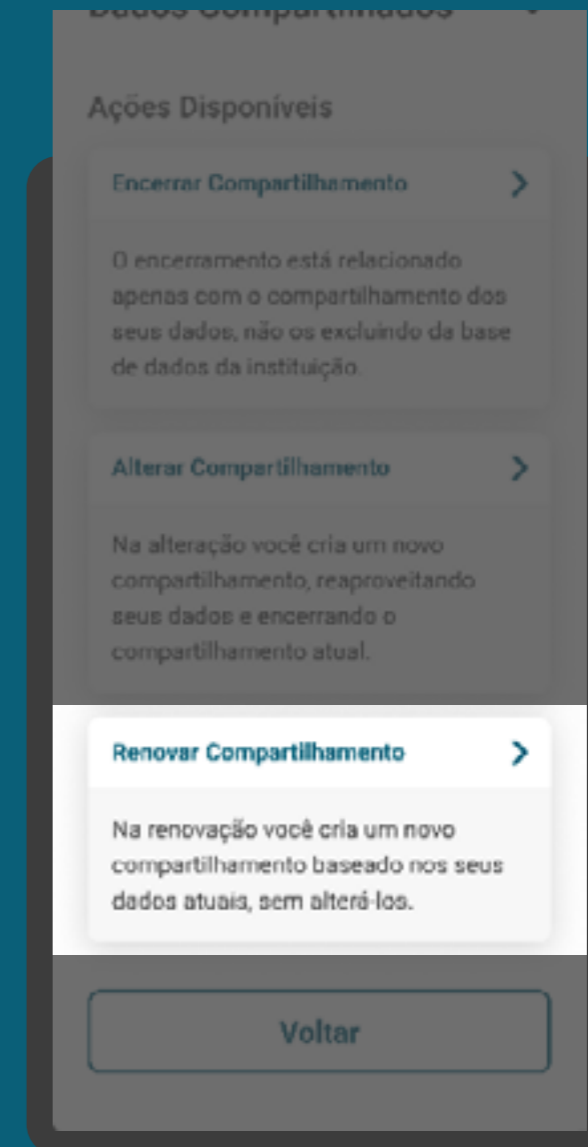 Dados Compartilhados
Ações Disponíveis
Encerrar Compartilhamento
O encerramento está relacionado
apenas com o compartilhamento dos
seus dados, não os excluindo da base
de dados da instituição.
Alterar Compartilhamento
Na alteração você cria um novo
compartilhamento, reaproveitando
seus dados e encerrando o
compartilhamento atual.
Renovar Compartilhamento
Na renovação você cria um novo
compartilhamento baseado nos seus
dados atuais, sem alterá-los.
Voltar